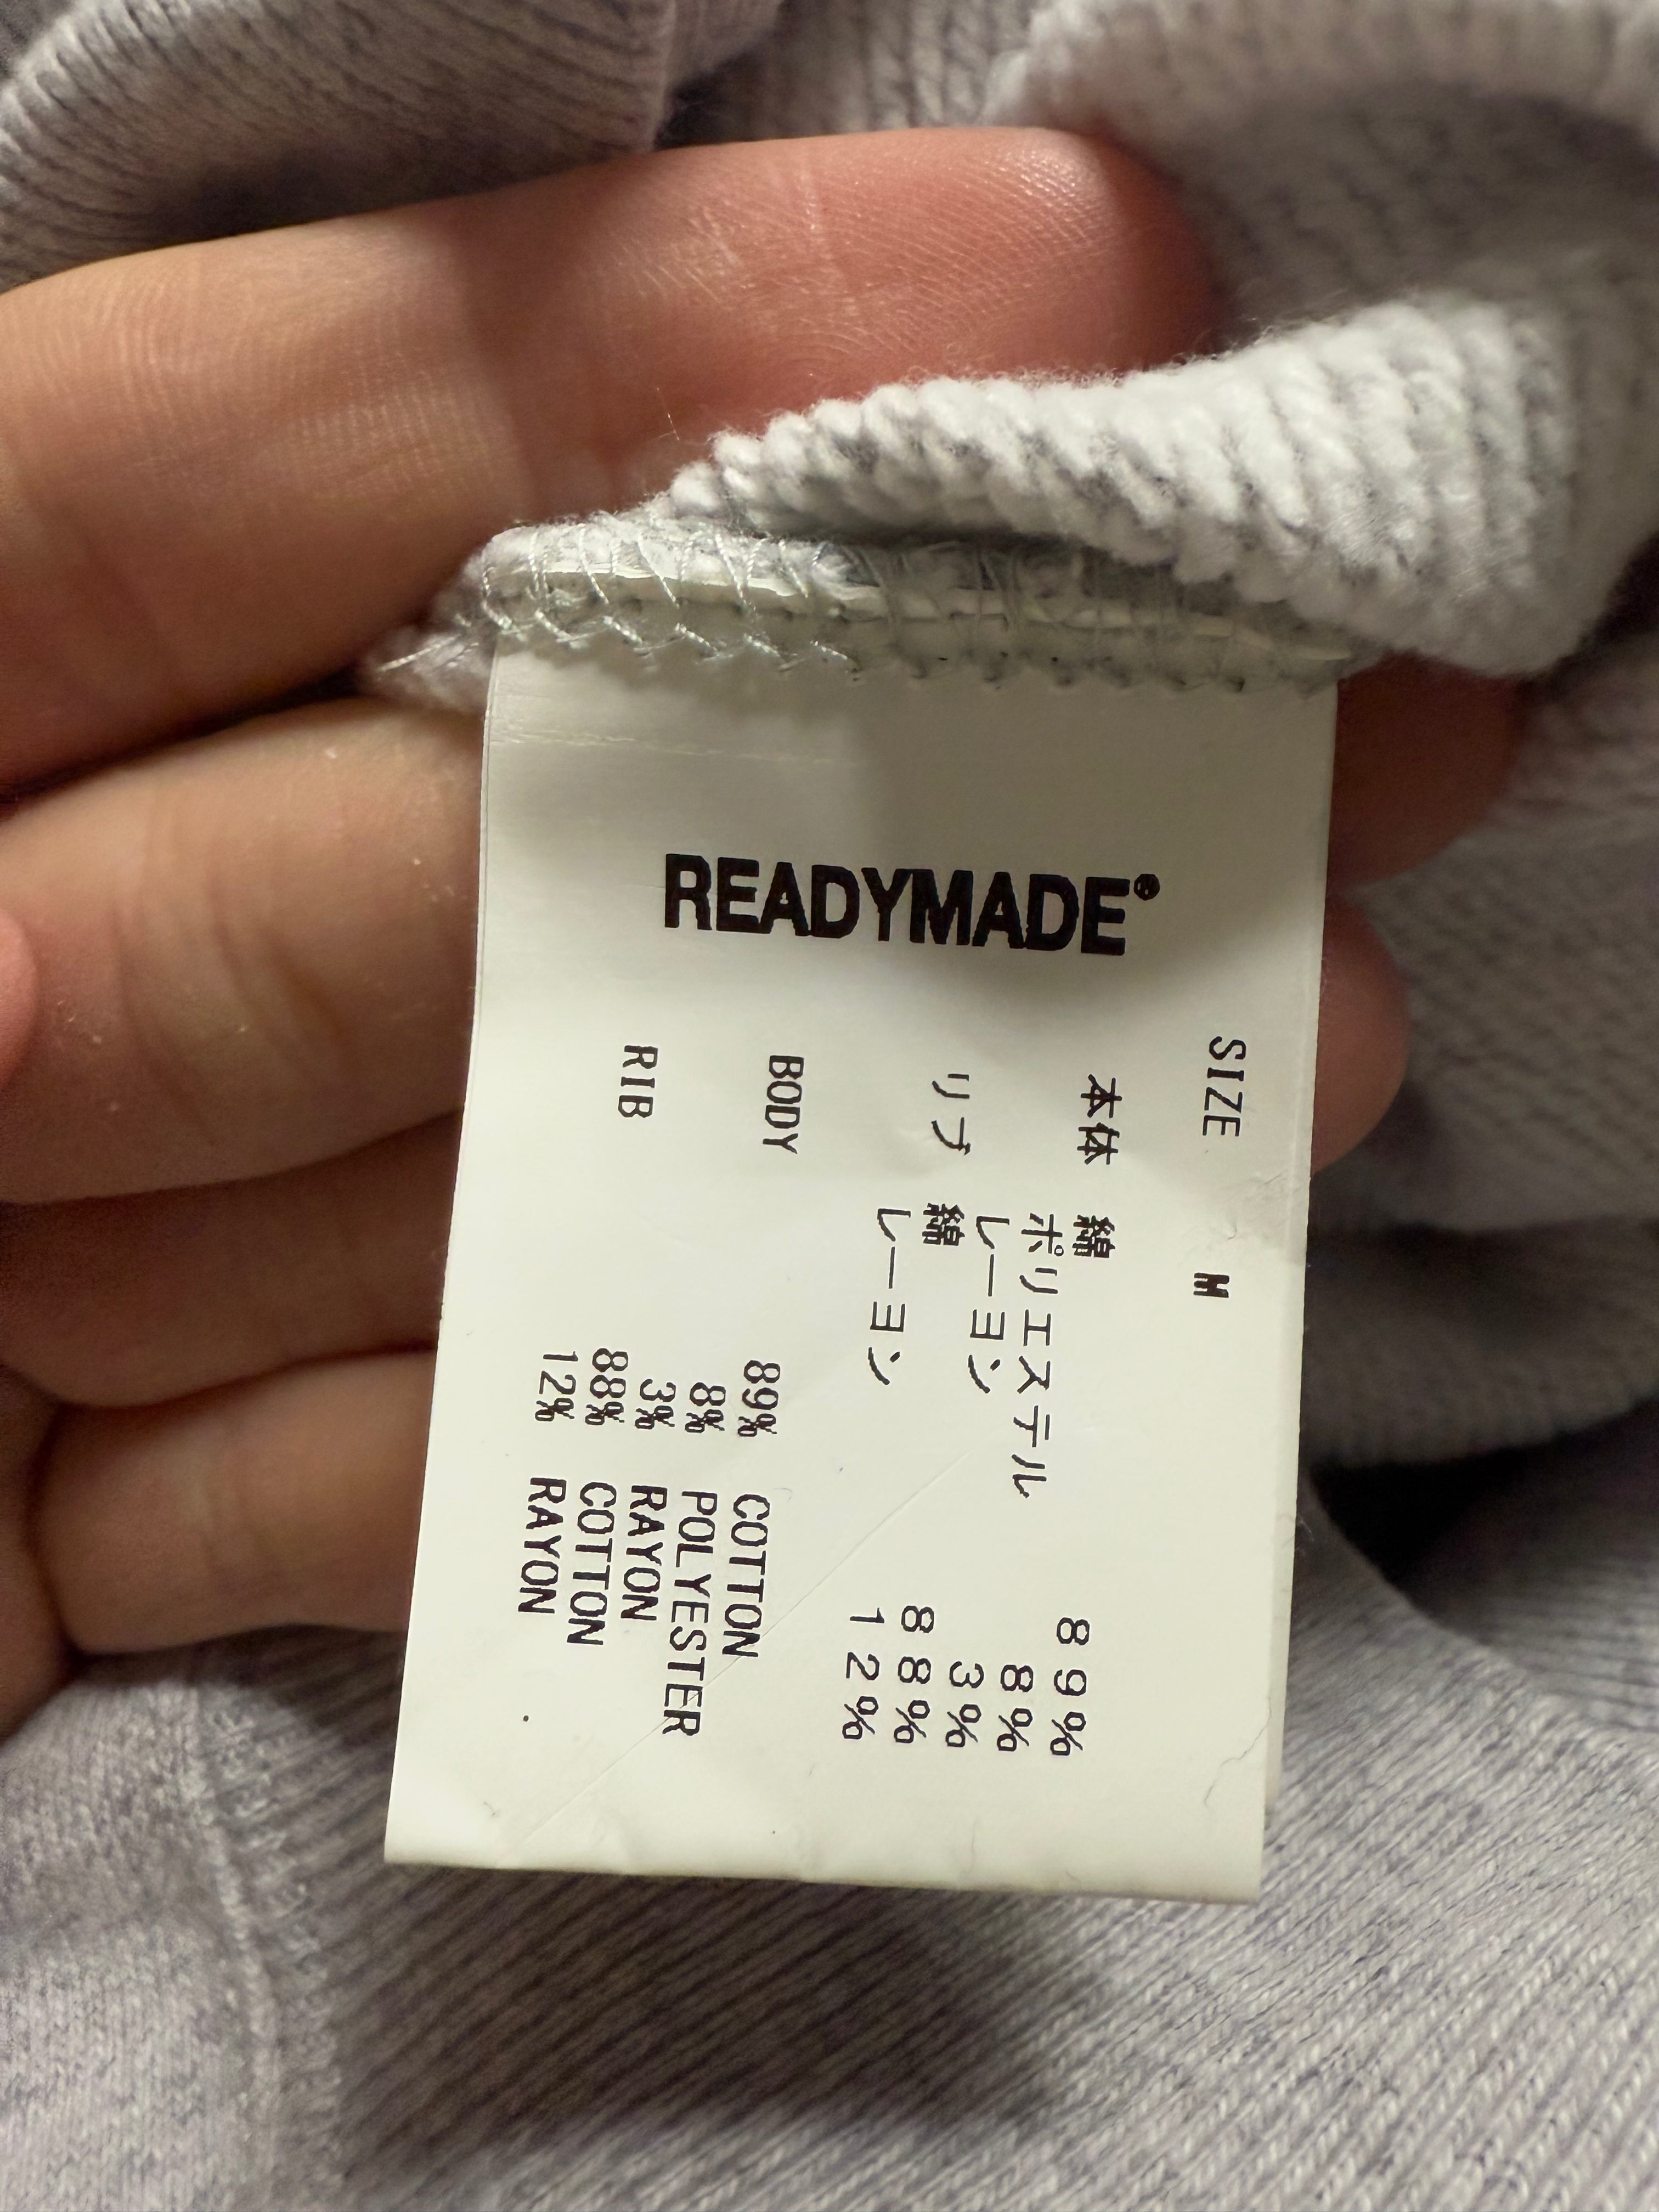 READYMADE®
SIZE M
本体 綿 89%
ポリエステル 8%
レーヨン 3%
リブ 綿 88%
レーヨン 12%
BODY 89% COTTON
8% POLYESTER
3% RAYON
RIB 88% COTTON
12% RAYON